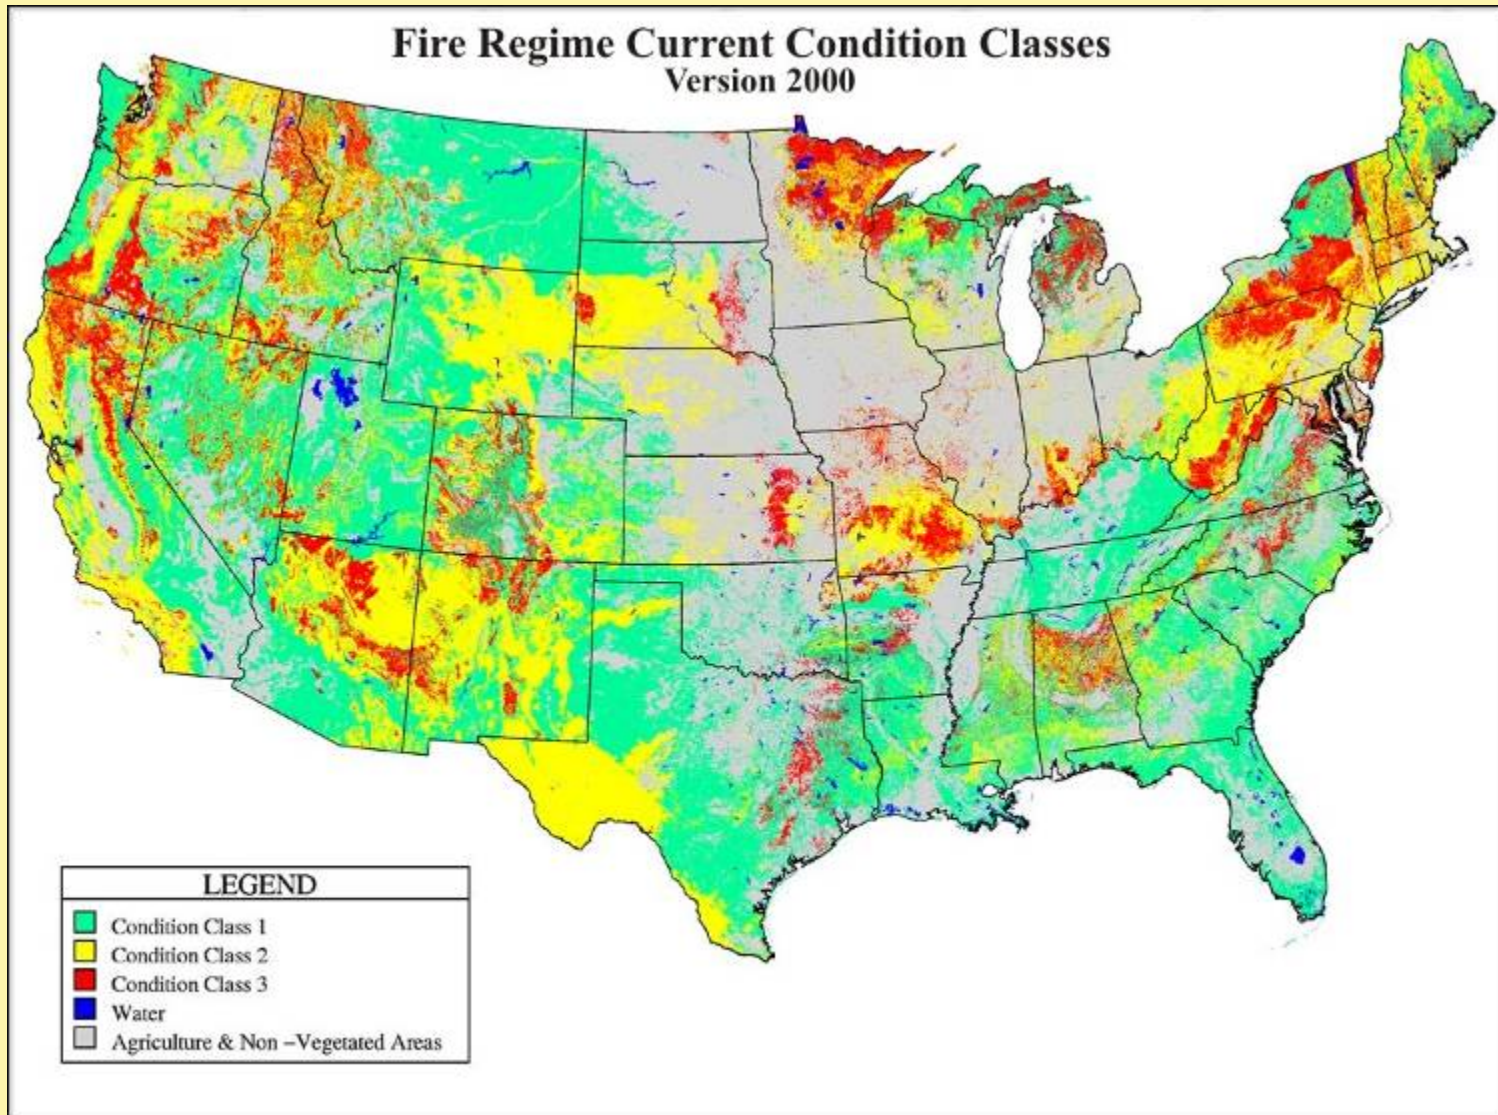 Fire Regime Current Condition Classes
Version 2000
LEGEND
Condition Class 1
Condition Class 2
Condition Class 3
Water
Agriculture & Non –Vegetated Areas